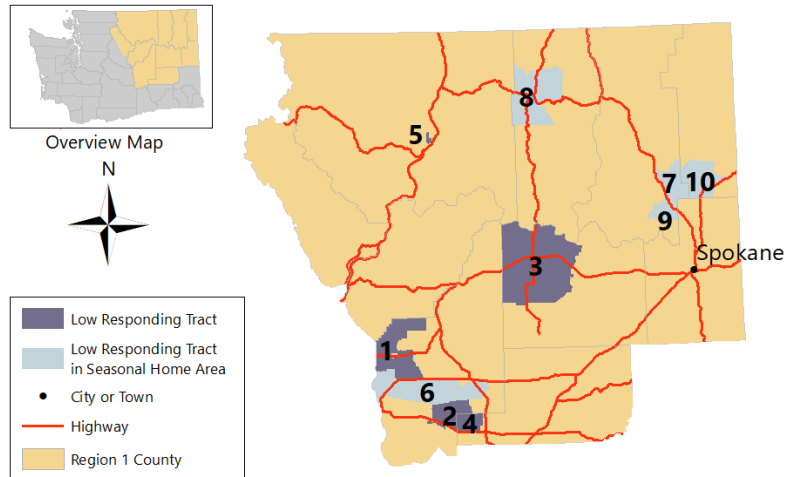 Overview Map
N
8
5
7 10
9
Spokane
3
1
6
2
4
Low Responding Tract
Low Responding Tract
in Seasonal Home Area
City or Town
Highway
Region 1 County